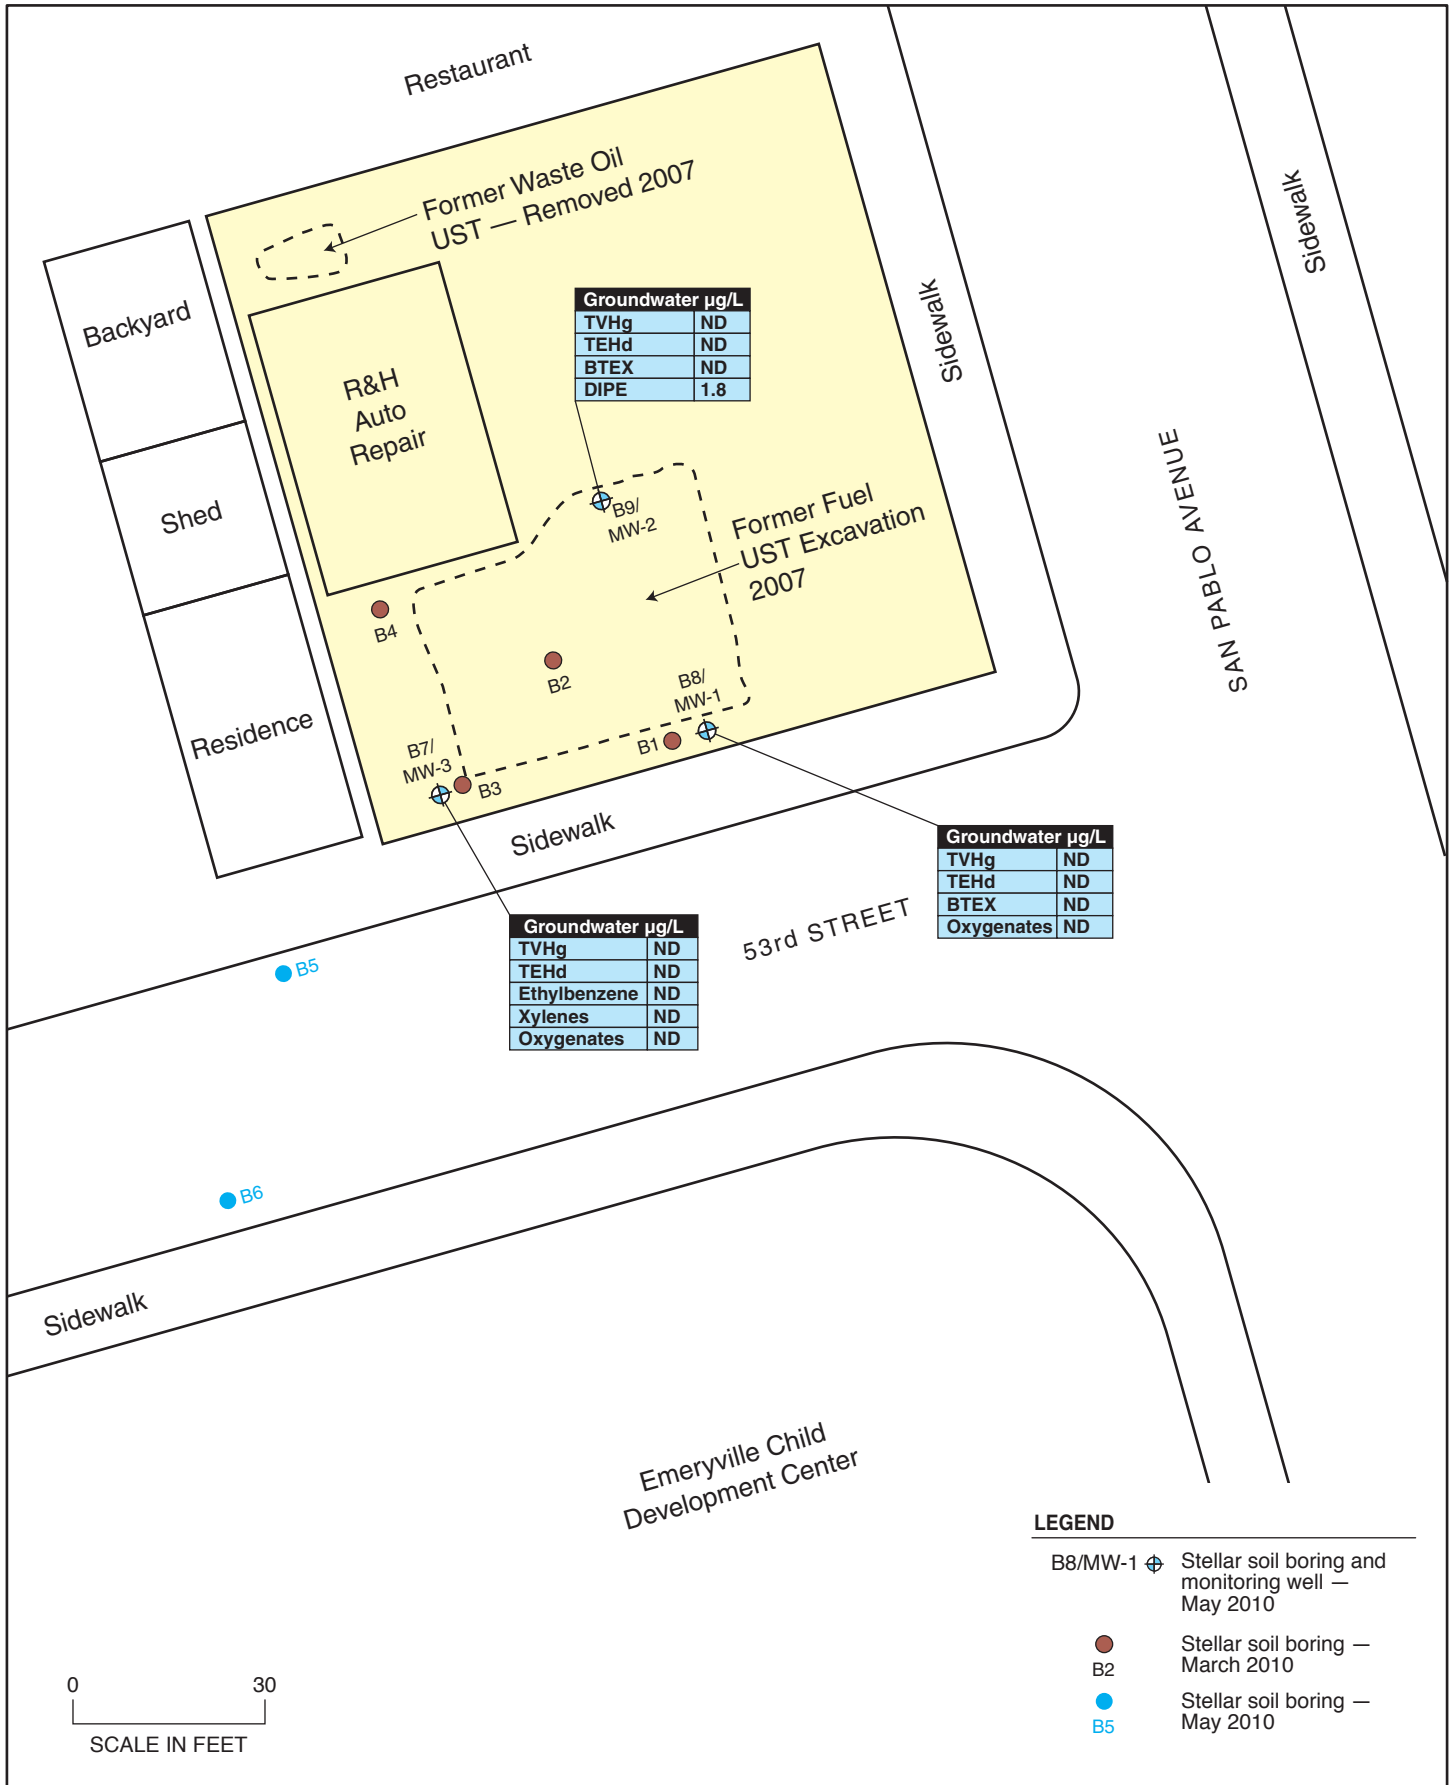 Restaurant
Former Waste Oil
UST — Removed 2007
Sidewalk
Backyard
Groundwater µg/L
TVHg ND
TEHd ND
BTEX ND
DIPE 1.8
Sidewalk
R&H
Auto
Repair
Shed
B9/
MW-2
Former Fuel
UST Excavation
2007
SAN PABLO AVENUE
B4
B2
B8/
MW-1
Residence
B7/
MW-3
B1
B3
Sidewalk
Groundwater µg/L
TVHg ND
TEHd ND
BTEX ND
Oxygenates ND
53rd STREET
Groundwater µg/L
TVHg ND
TEHd ND
Ethylbenzene ND
Xylenes ND
Oxygenates ND
B5
B6
Sidewalk
Emeryville Child
Development Center
LEGEND
B8/MW-1 Stellar soil boring and
monitoring well —
May 2010
Stellar soil boring —
B2 March 2010
Stellar soil boring —
B5 May 2010
0 30
SCALE IN FEET